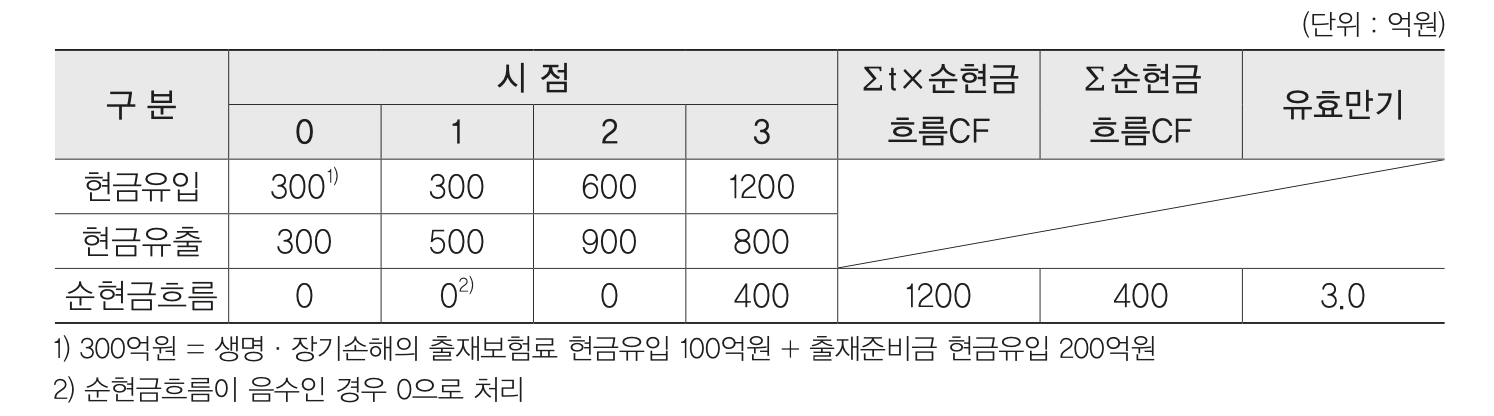 (단위 : 억원)
구 분 시 점 Σt×순현금 흐름CF Σ순현금 흐름CF 유효만기
0 1 2 3
현금유입 300¹⁾ 300 600 1200
현금유출 300 500 900 800
순현금흐름 0 0²⁾ 0 400 1200 400 3.0
1) 300억원 = 생명 · 장기손해의 출재보험료 현금유입 100억원 + 출재준비금 현금유입 200억원
2) 순현금흐름이 음수인 경우 0으로 처리